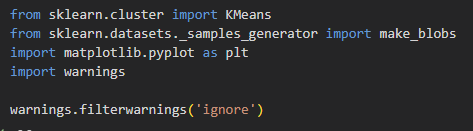 from sklearn.cluster import KMeans
from sklearn.datasets._samples_generator import make_blobs
import matplotlib.pyplot as plt
import warnings
warnings.filterwarnings('ignore')